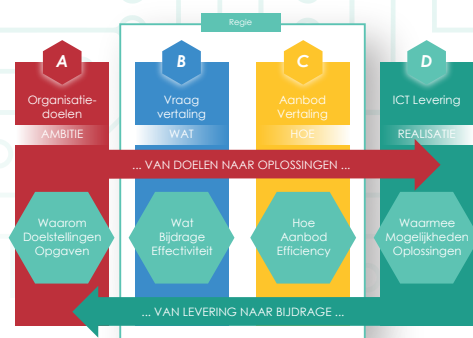 Regie
A
B
C
D
Organisatie-
doelen
Vraag
vertaling
Aanbod
Vertaling
ICT Levering
AMBITIE
WAT
HOE
REALISATIE
... VAN DOELEN NAAR OPLOSSINGEN ...
Waarom
Doelstellingen
Opgaven
Wat
Bijdrage
Effectiviteit
Hoe
Aanbod
Efficiency
Waarmee
Mogelijkheden
Oplossingen
... VAN LEVERING NAAR BIJDRAGE ...